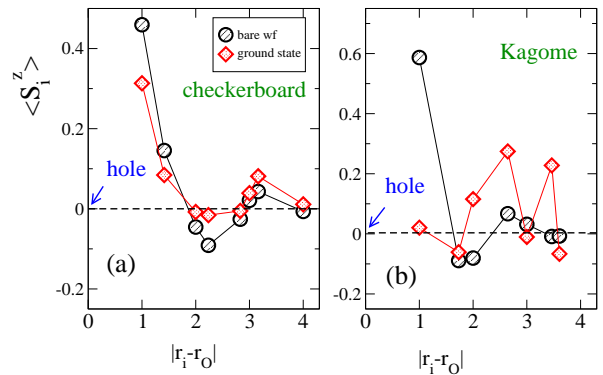 <S_i^z>
0.4
0.2
0
-0.2
bare wf
ground state
checkerboard
hole
(a)
0 1 2 3 4
|r_i-r_O|
0.6
0.4
0.2
0
-0.2
Kagome
hole
(b)
0 1 2 3 4
|r_i-r_O|